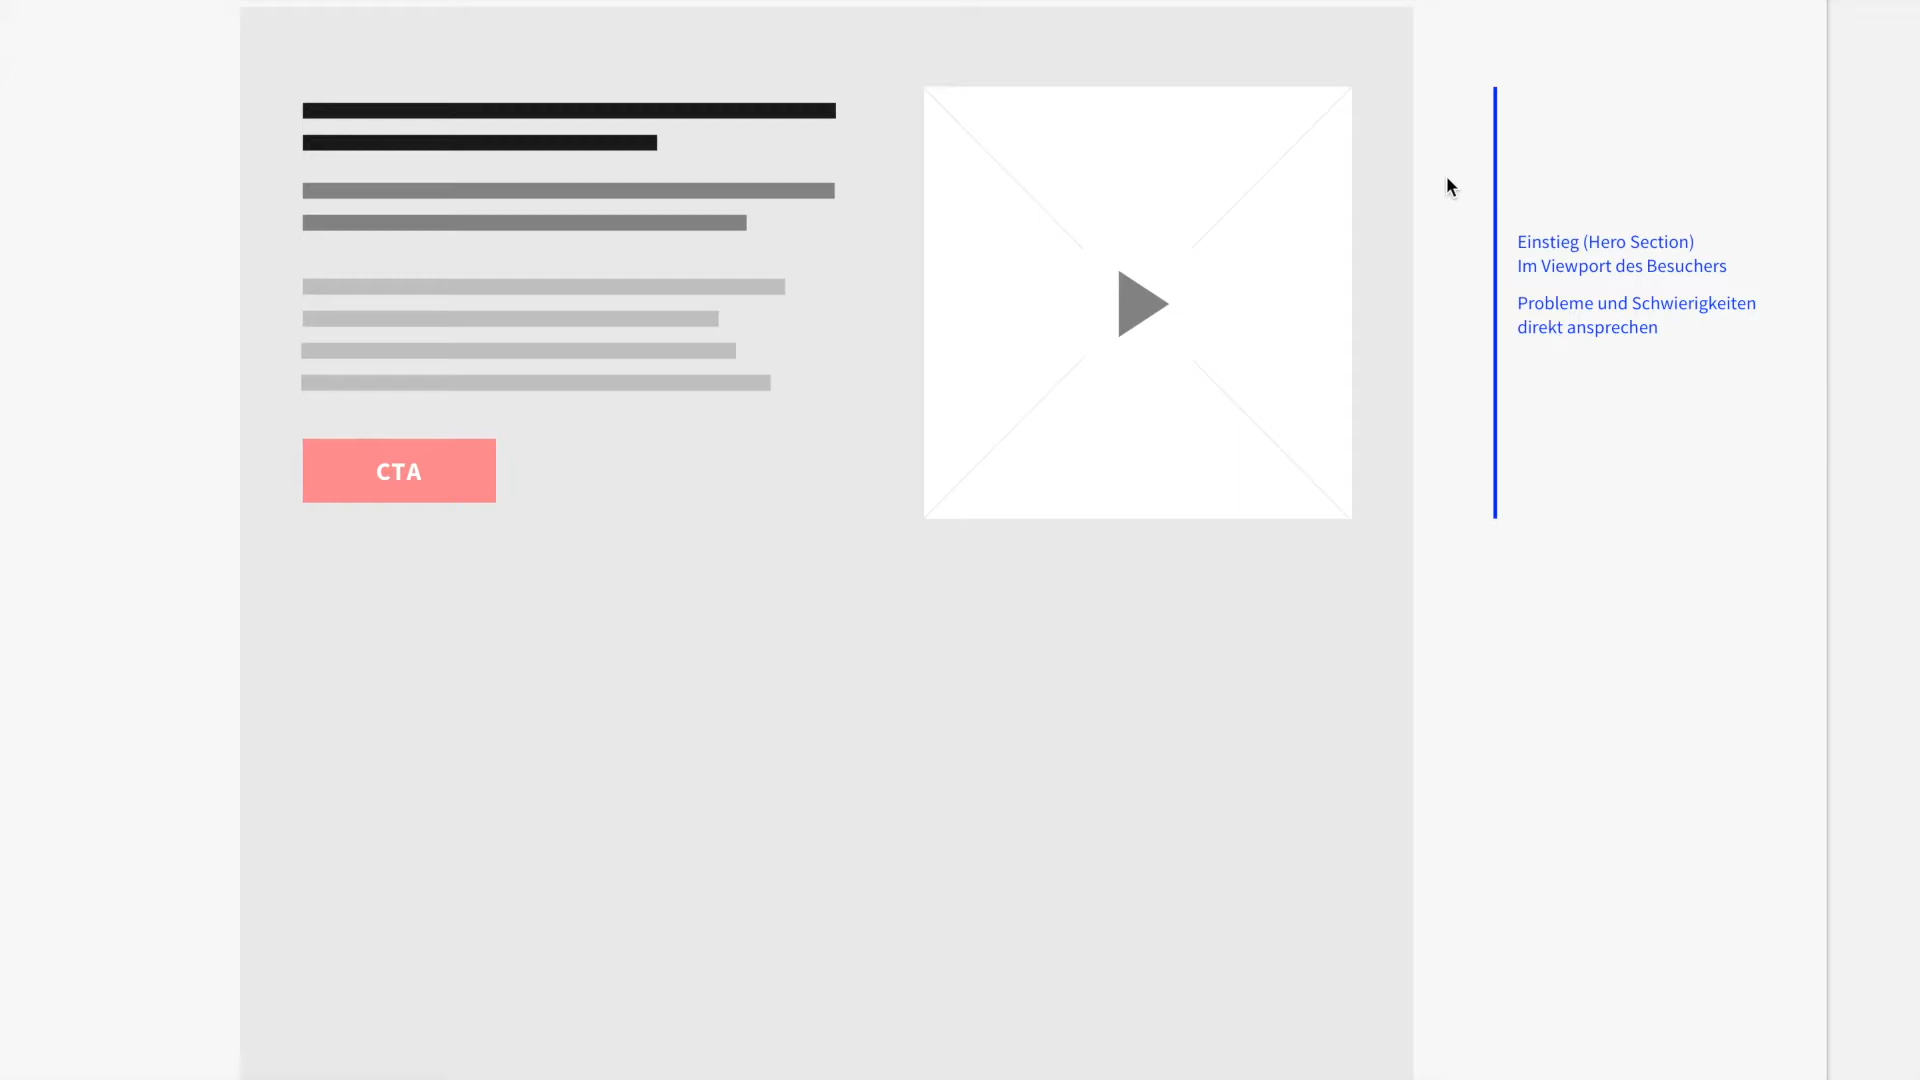 CTA
Einstieg (Hero Section)
Im Viewport des Besuchers
Probleme und Schwierigkeiten
direkt ansprechen